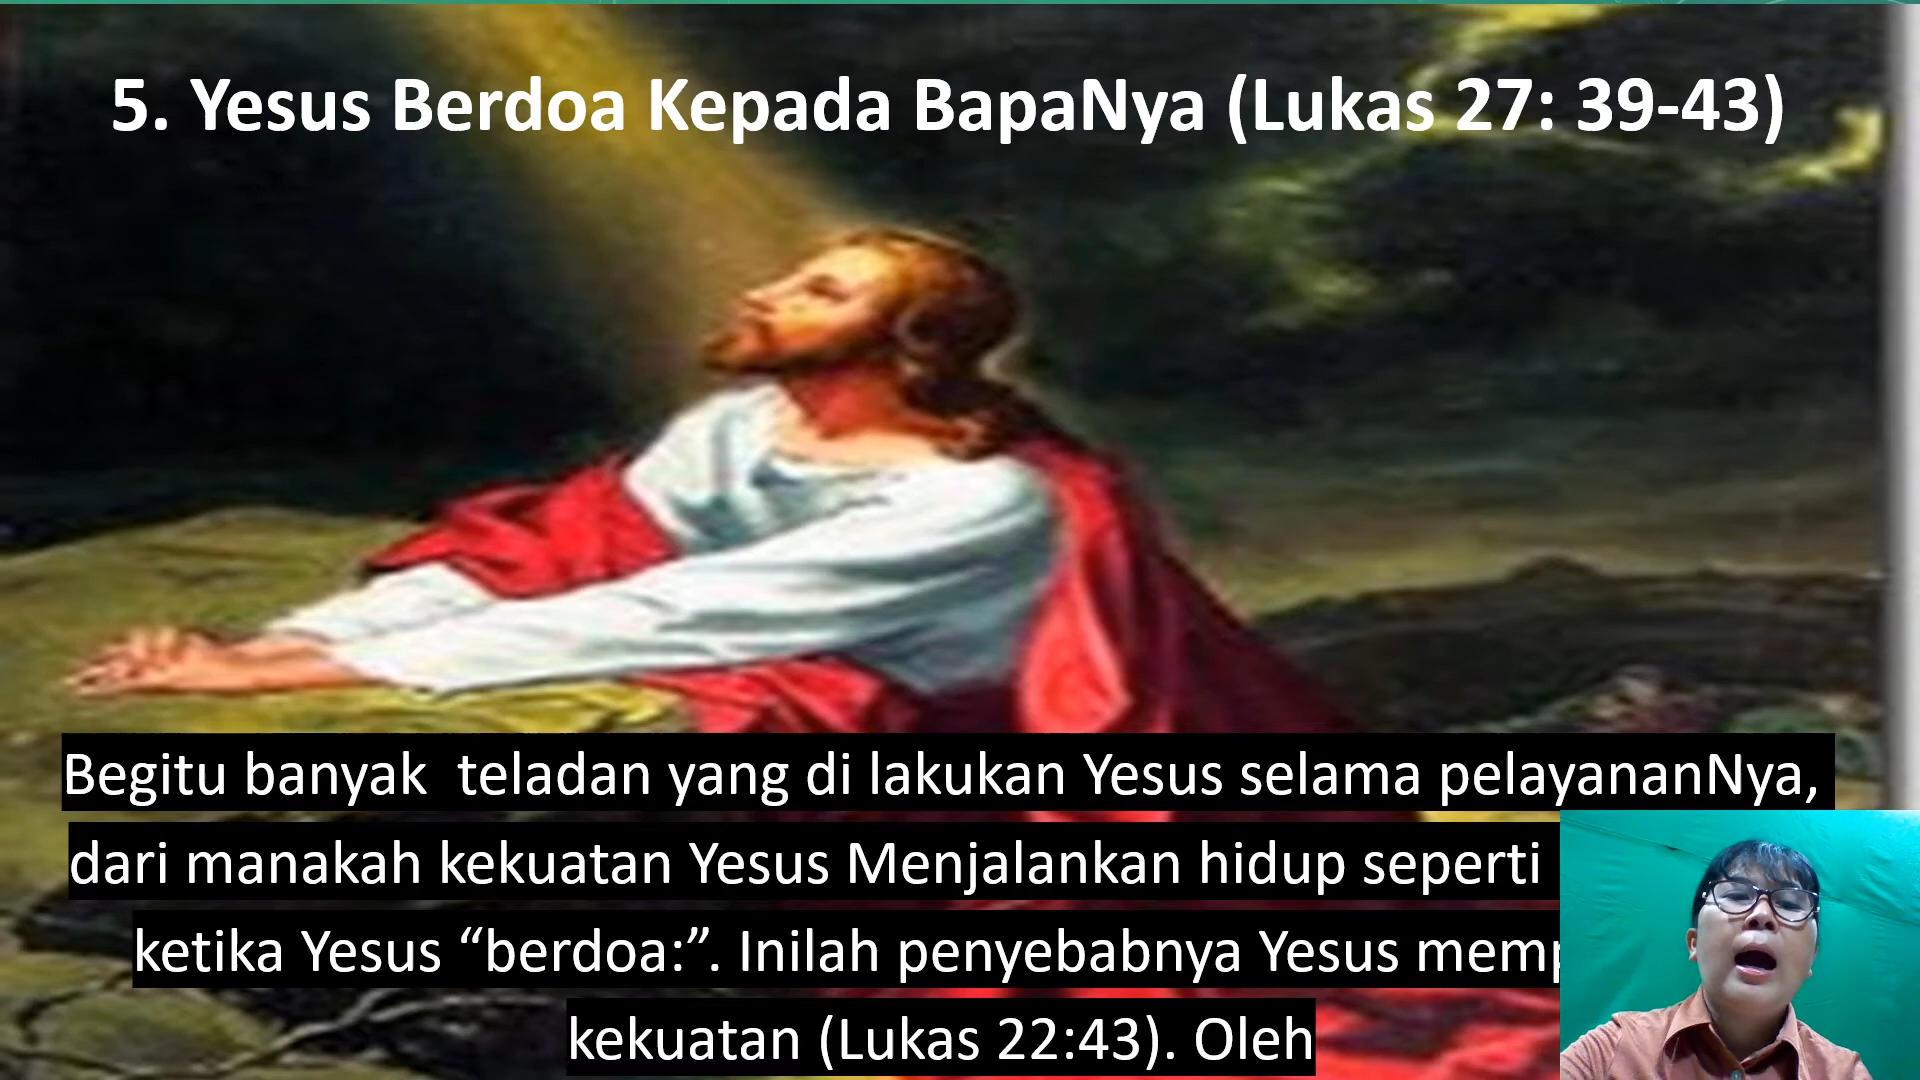 5. Yesus Berdoa Kepada BapaNya (Lukas 27: 39-43)
Begitu banyak  teladan yang di lakukan Yesus selama pelayananNya,
dari manakah kekuatan Yesus Menjalankan hidup seperti
ketika Yesus “berdoa:”. Inilah penyebabnya Yesus
kekuatan (Lukas 22:43). Oleh